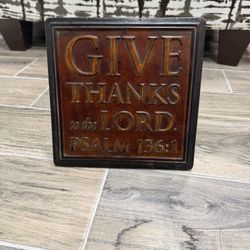 GIVE
THANKS
to the LORD.
PSALM 136:1